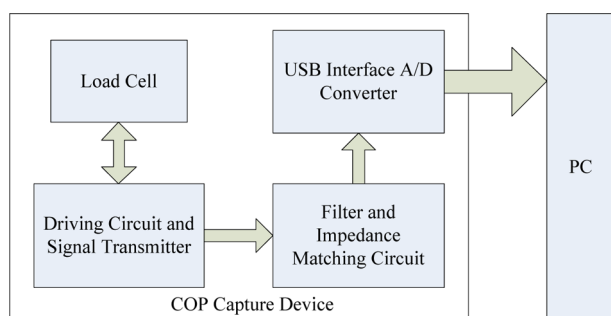 Load Cell
USB Interface A/D
Converter
PC
Driving Circuit and
Signal Transmitter
Filter and
Impedance
Matching Circuit
COP Capture Device